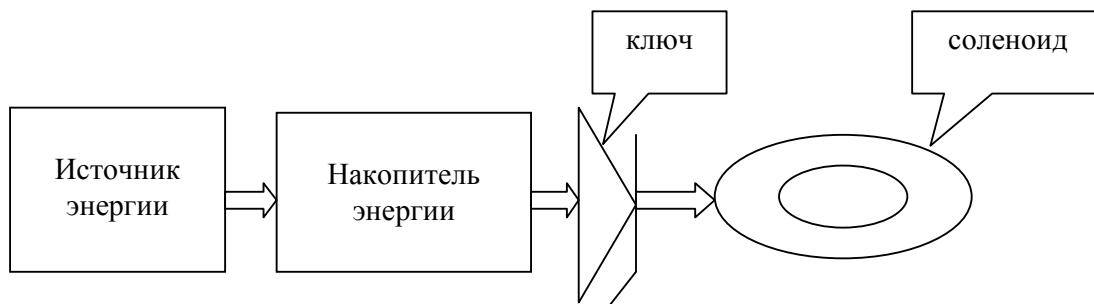 ключ
соленоид
Источник
энергии
Накопитель
энергии